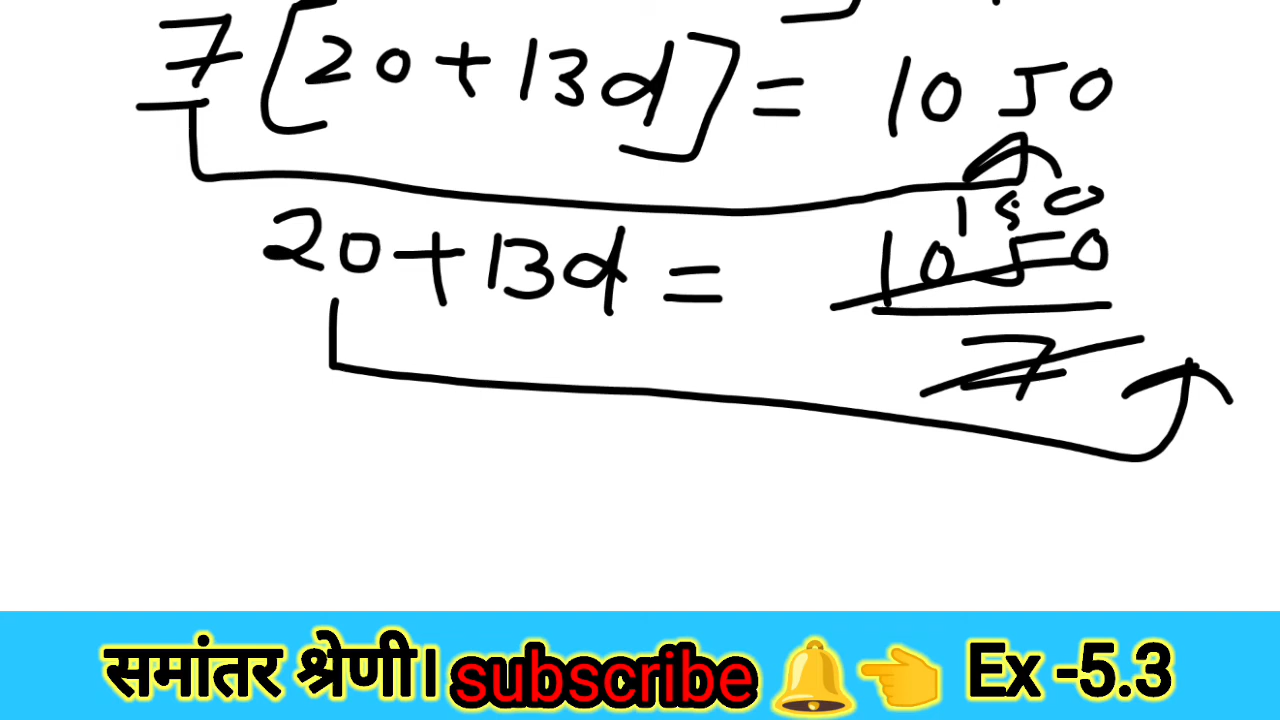 7[20+13d] = 1050
150
20+13d = 1050
7
समांतर श्रेणी। subscribe Ex -5.3